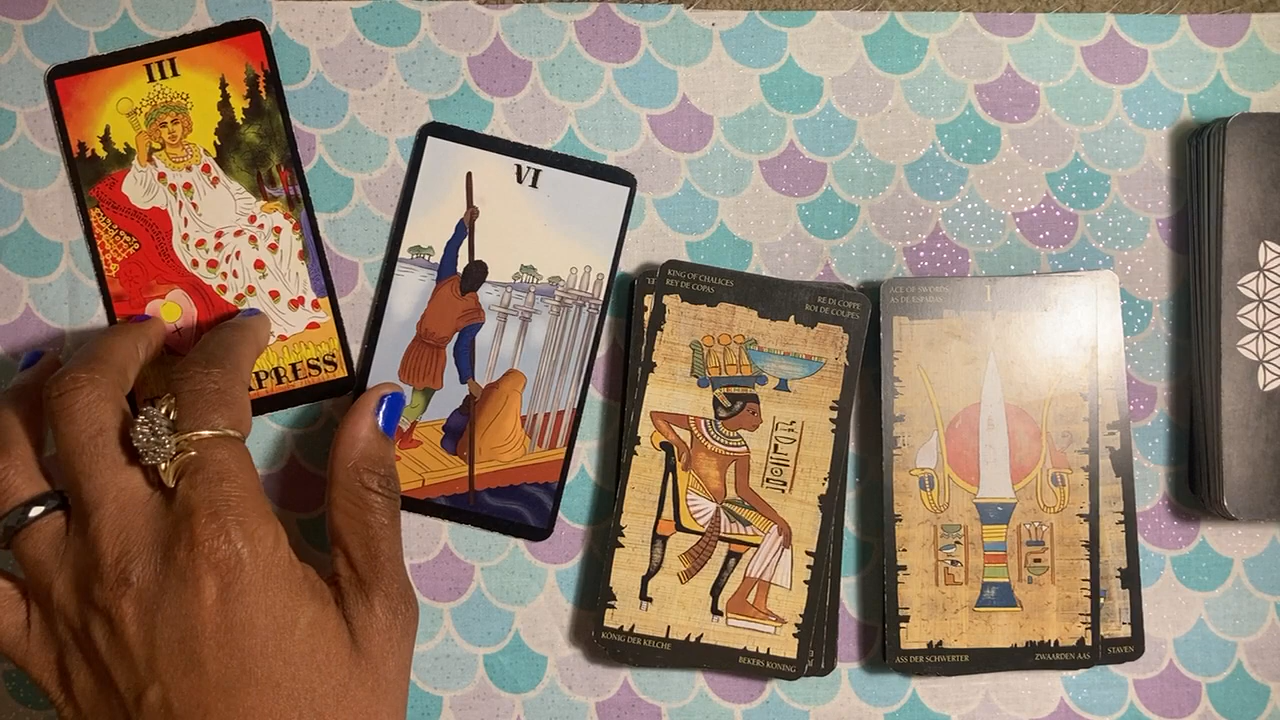 III
PRESS
VI
KING OF CHALICES
REY DE COPAS
RE DI COPPE
ROI DE COUPES
KÖNIG DER KELCHE
BEKERS KONING
ACE OF SWORDS
AS DE ESPADAS
1
ASS DER SCHWERTER
ZWAARDEN AAS
STAVEN